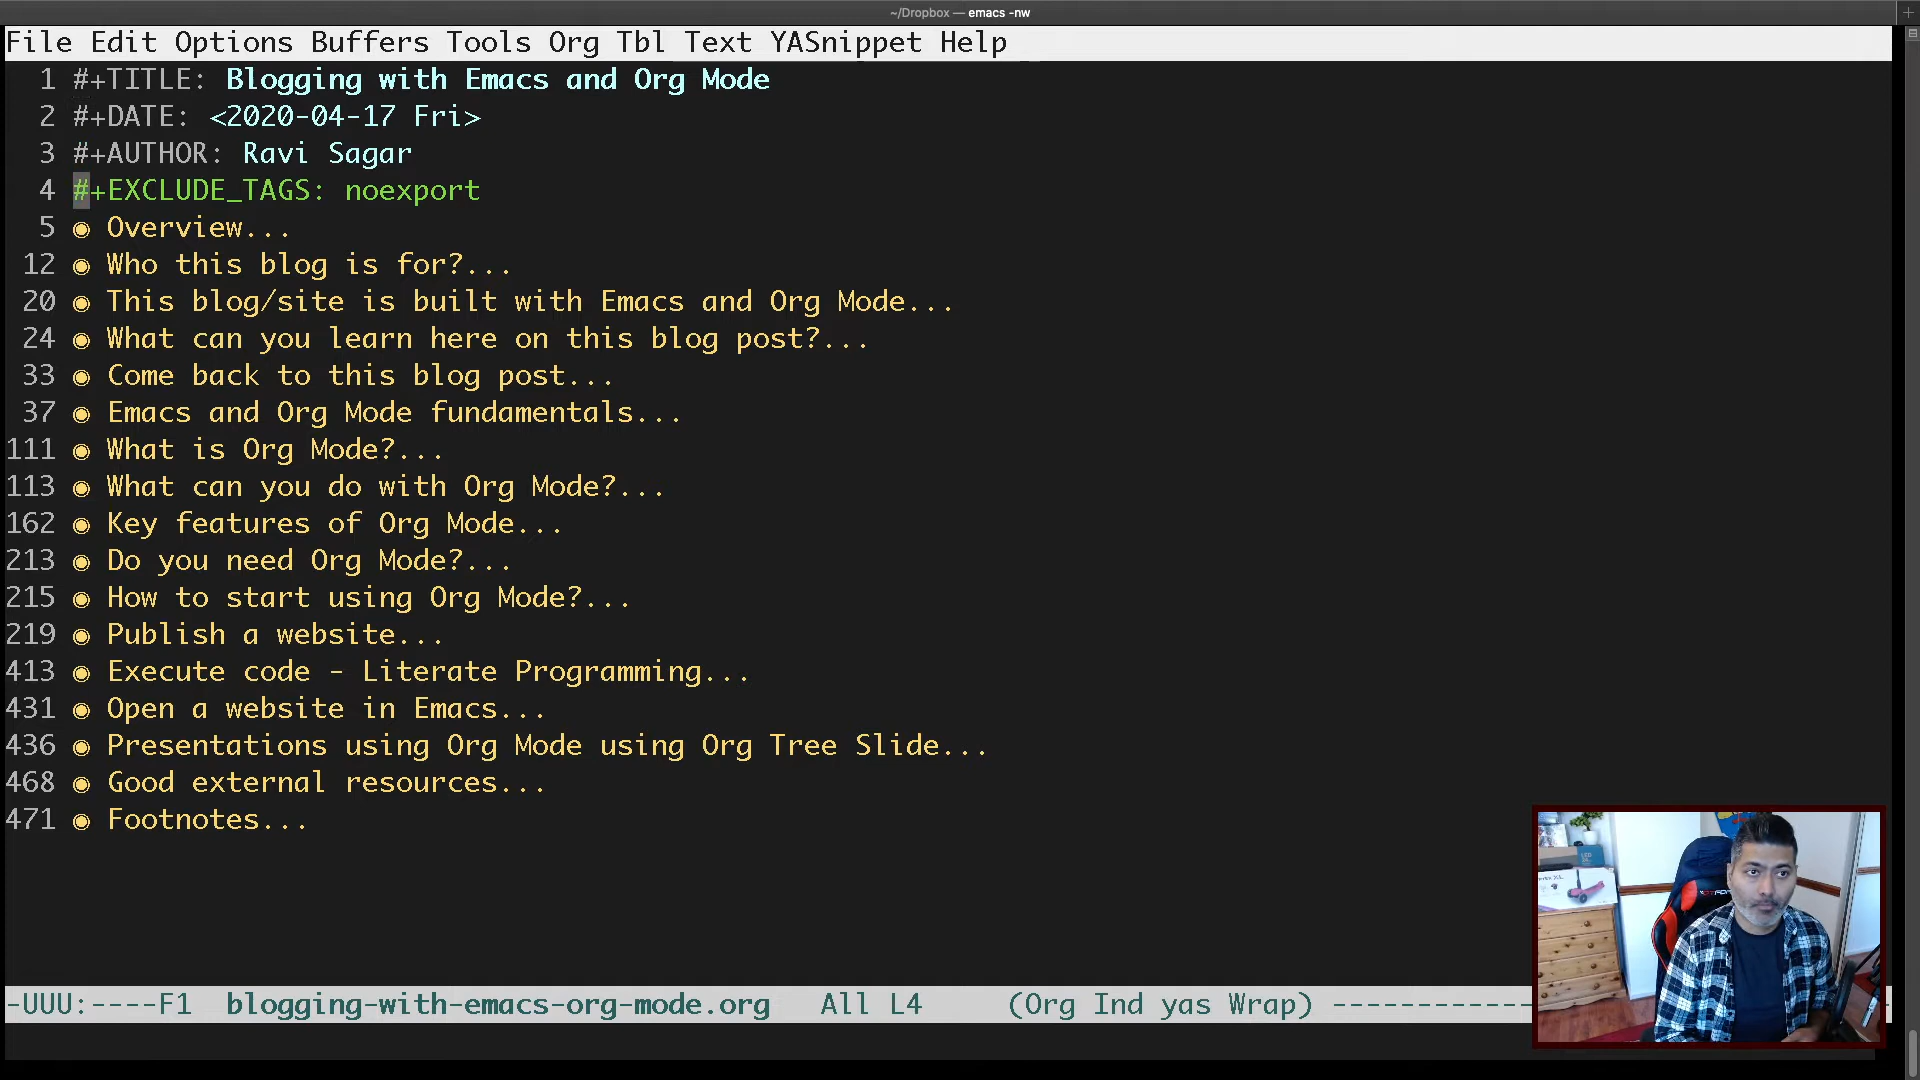 ~/Dropbox — emacs -nw
File Edit Options Buffers Tools Org Tbl Text YASnippet Help
1 #+TITLE: Blogging with Emacs and Org Mode
2 #+DATE: <2020-04-17 Fri>
3 #+AUTHOR: Ravi Sagar
4 #+EXCLUDE_TAGS: noexport
5 ◉ Overview...
12 ◉ Who this blog is for?...
20 ◉ This blog/site is built with Emacs and Org Mode...
24 ◉ What can you learn here on this blog post?...
33 ◉ Come back to this blog post...
37 ◉ Emacs and Org Mode fundamentals...
111 ◉ What is Org Mode?...
113 ◉ What can you do with Org Mode?...
162 ◉ Key features of Org Mode...
213 ◉ Do you need Org Mode?...
215 ◉ How to start using Org Mode?...
219 ◉ Publish a website...
413 ◉ Execute code - Literate Programming...
431 ◉ Open a website in Emacs...
436 ◉ Presentations using Org Mode using Org Tree Slide...
468 ◉ Good external resources...
471 ◉ Footnotes...
-UUU:----F1 blogging-with-emacs-org-mode.org All L4 (Org Ind yas Wrap) ------------